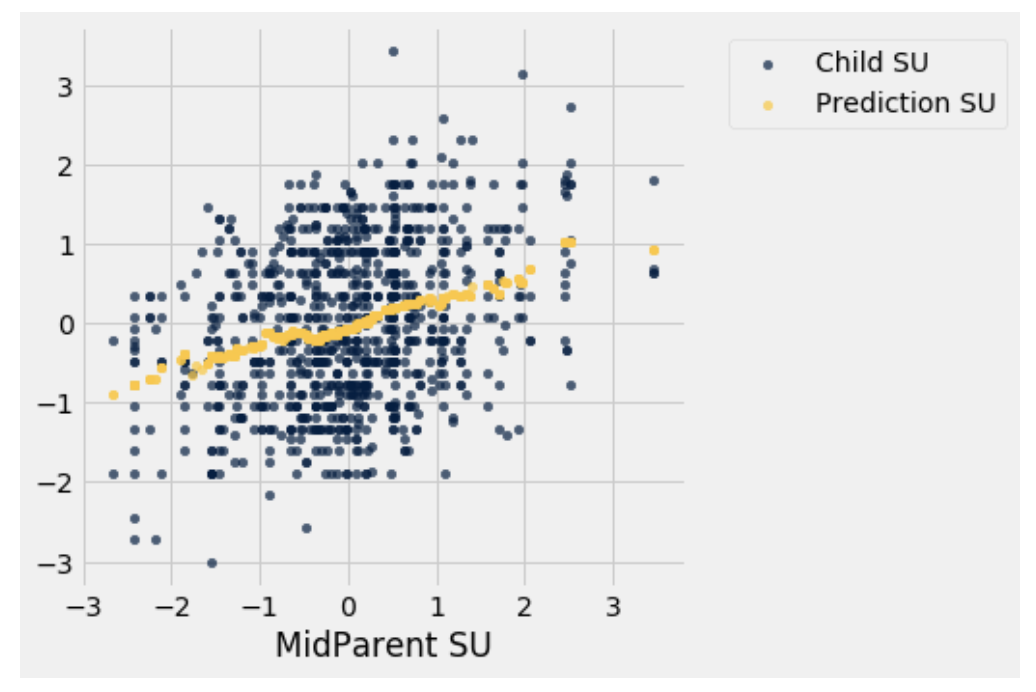 Child SU
Prediction SU
3
2
1
0
−1
−2
−3
−3 −2 −1 0 1 2 3
MidParent SU